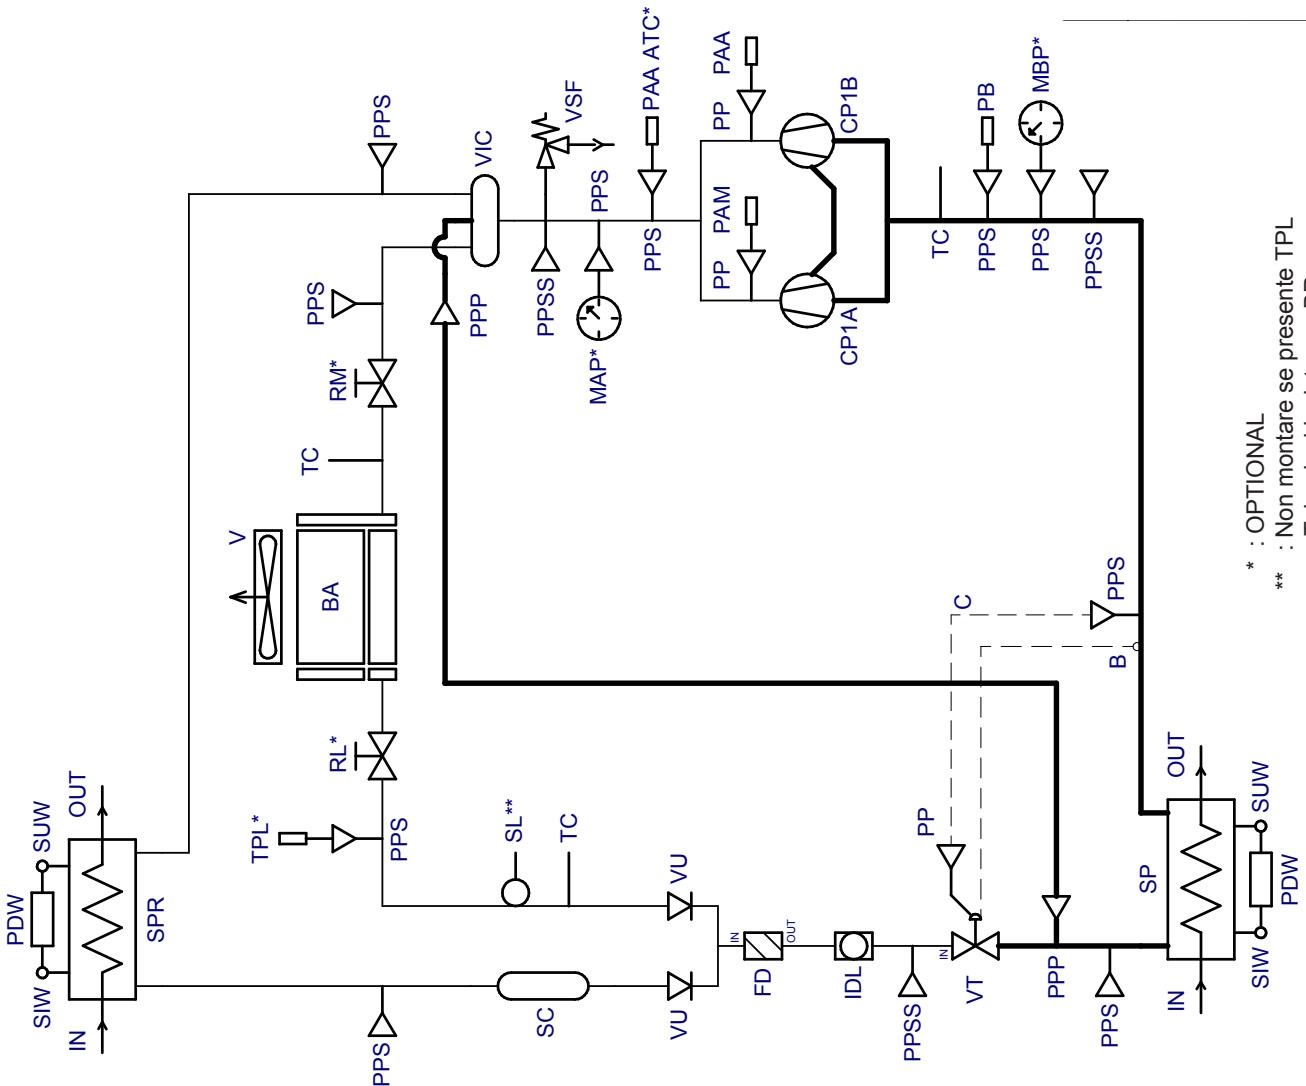 PDW
SIW SUW
IN OUT
SPR
V
TPL*
TC
PPS
BA
RL* RM*
PPS PPS
PPS
PPP
VIC
SL**
SC PPSS
TC
VSF
MAP* PPS
PPS PAA ATC*
VU VU
PP PAM PP PAA
IN
FD
OUT
CP1A CP1B
IDL
PPSS
PP
IN TC
C
VT
PPS PB
PPS MBP*
PPP
PPSS
PPS
B PPS
SP
IN OUT
SIW SUW
PDW
* : OPTIONAL
** : Non montare se presente TPL